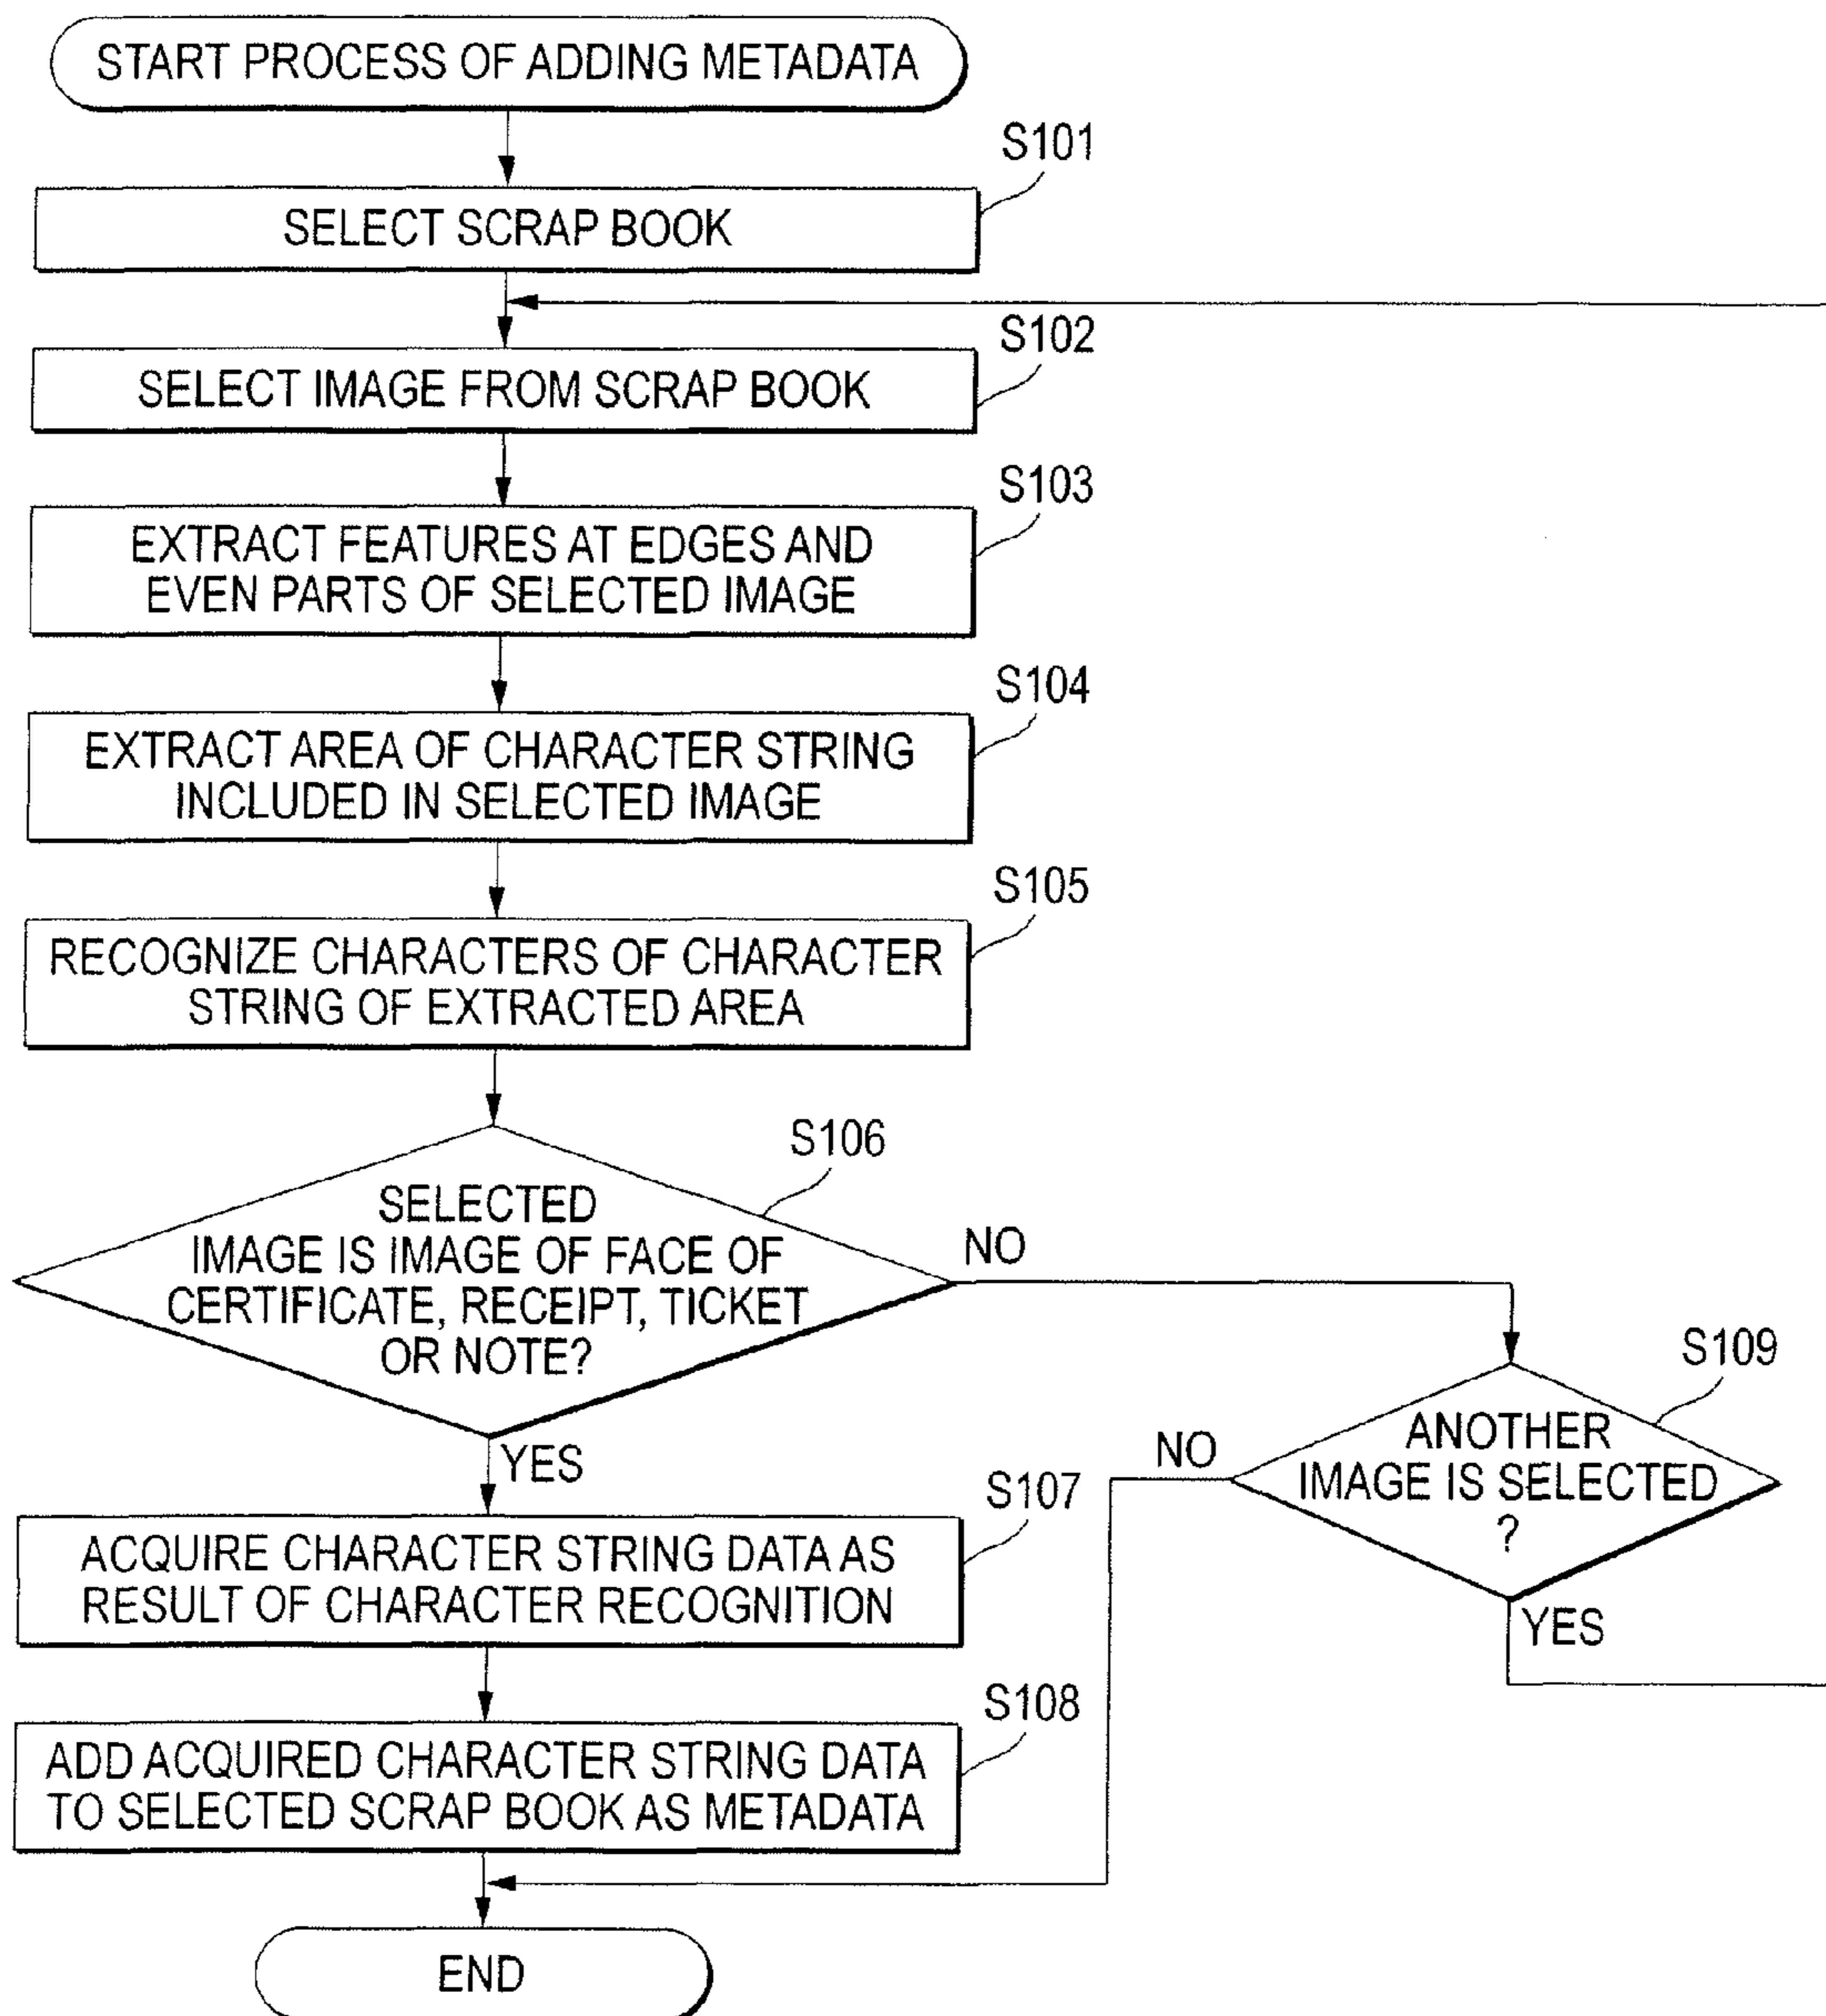 START PROCESS OF ADDING METADATA
S101
SELECT SCRAP BOOK
S102
SELECT IMAGE FROM SCRAP BOOK
S103
EXTRACT FEATURES AT EDGES AND
EVEN PARTS OF SELECTED IMAGE
S104
EXTRACT AREA OF CHARACTER STRING
INCLUDED IN SELECTED IMAGE
S105
RECOGNIZE CHARACTERS OF CHARACTER
STRING OF EXTRACTED AREA
S106
SELECTED
IMAGE IS IMAGE OF FACE OF
CERTIFICATE, RECEIPT, TICKET
OR NOTE?
NO
YES
S109
ANOTHER
IMAGE IS SELECTED
?
NO
YES
S107
ACQUIRE CHARACTER STRING DATA AS
RESULT OF CHARACTER RECOGNITION
S108
ADD ACQUIRED CHARACTER STRING DATA
TO SELECTED SCRAP BOOK AS METADATA
END